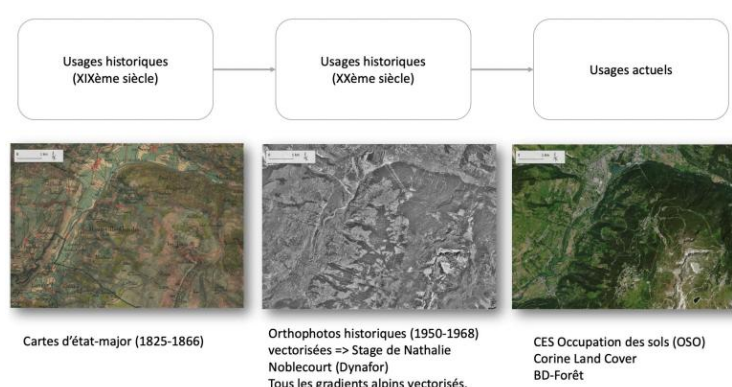 Usages historiques
(XIXème siècle)
Usages historiques
(XXème siècle)
Usages actuels
Cartes d'état-major (1825-1866)
Orthophotos historiques (1950-1968)
vectorisées => Stage de Nathalie
Noblecourt (Dynafor)
Tous les gradients alpins vectorisés.
CES Occupation des sols (OSO)
Corine Land Cover
BD-Forêt